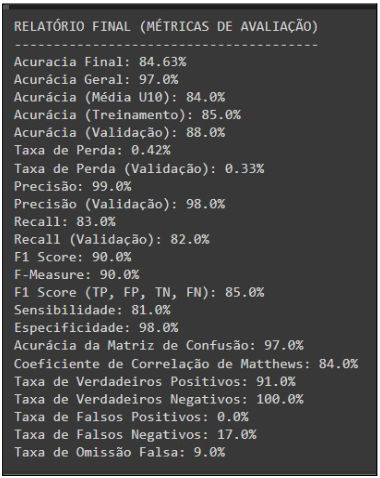 RELATÓRIO FINAL (MÉTRICAS DE AVALIAÇÃO)
--------------------------------------
Acuracia Final: 84.63%
Acurácia Geral: 97.0%
Acurácia (Média U10): 84.0%
Acurácia (Treinamento): 85.0%
Acurácia (Validação): 88.0%
Taxa de Perda: 0.42%
Taxa de Perda (Validação): 0.33%
Precisão: 99.0%
Precisão (Validação): 98.0%
Recall: 83.0%
Recall (Validação): 82.0%
F1 Score: 90.0%
F-Measure: 90.0%
F1 Score (TP, FP, TN, FN): 85.0%
Sensibilidade: 81.0%
Especificidade: 98.0%
Acurácia da Matriz de Confusão: 97.0%
Coeficiente de Correlação de Matthews: 84.0%
Taxa de Verdadeiros Positivos: 91.0%
Taxa de Verdadeiros Negativos: 100.0%
Taxa de Falsos Positivos: 0.0%
Taxa de Falsos Negativos: 17.0%
Taxa de Omissão Falsa: 9.0%